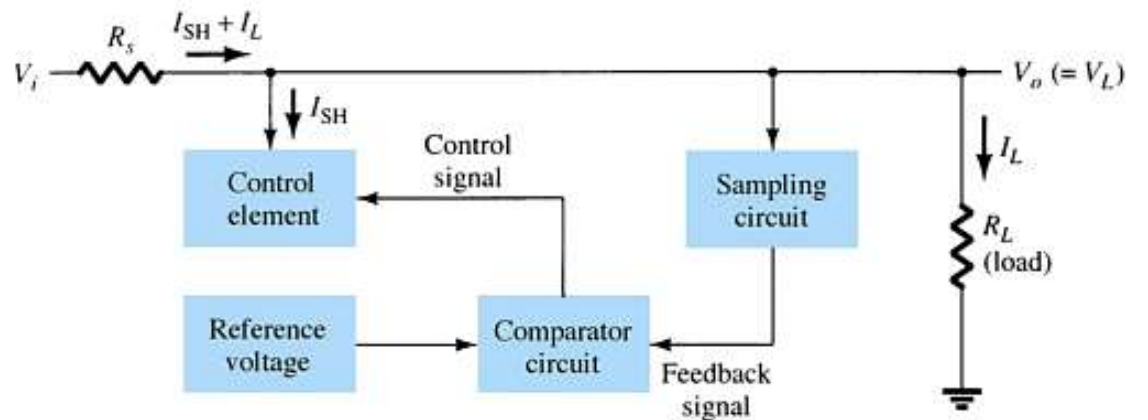 I_SH + I_L
R_s
V_i
V_o (= V_L)
I_SH
Control
signal
I_L
Control
element
Sampling
circuit
R_L
(load)
Reference
voltage
Comparator
circuit
Feedback
signal